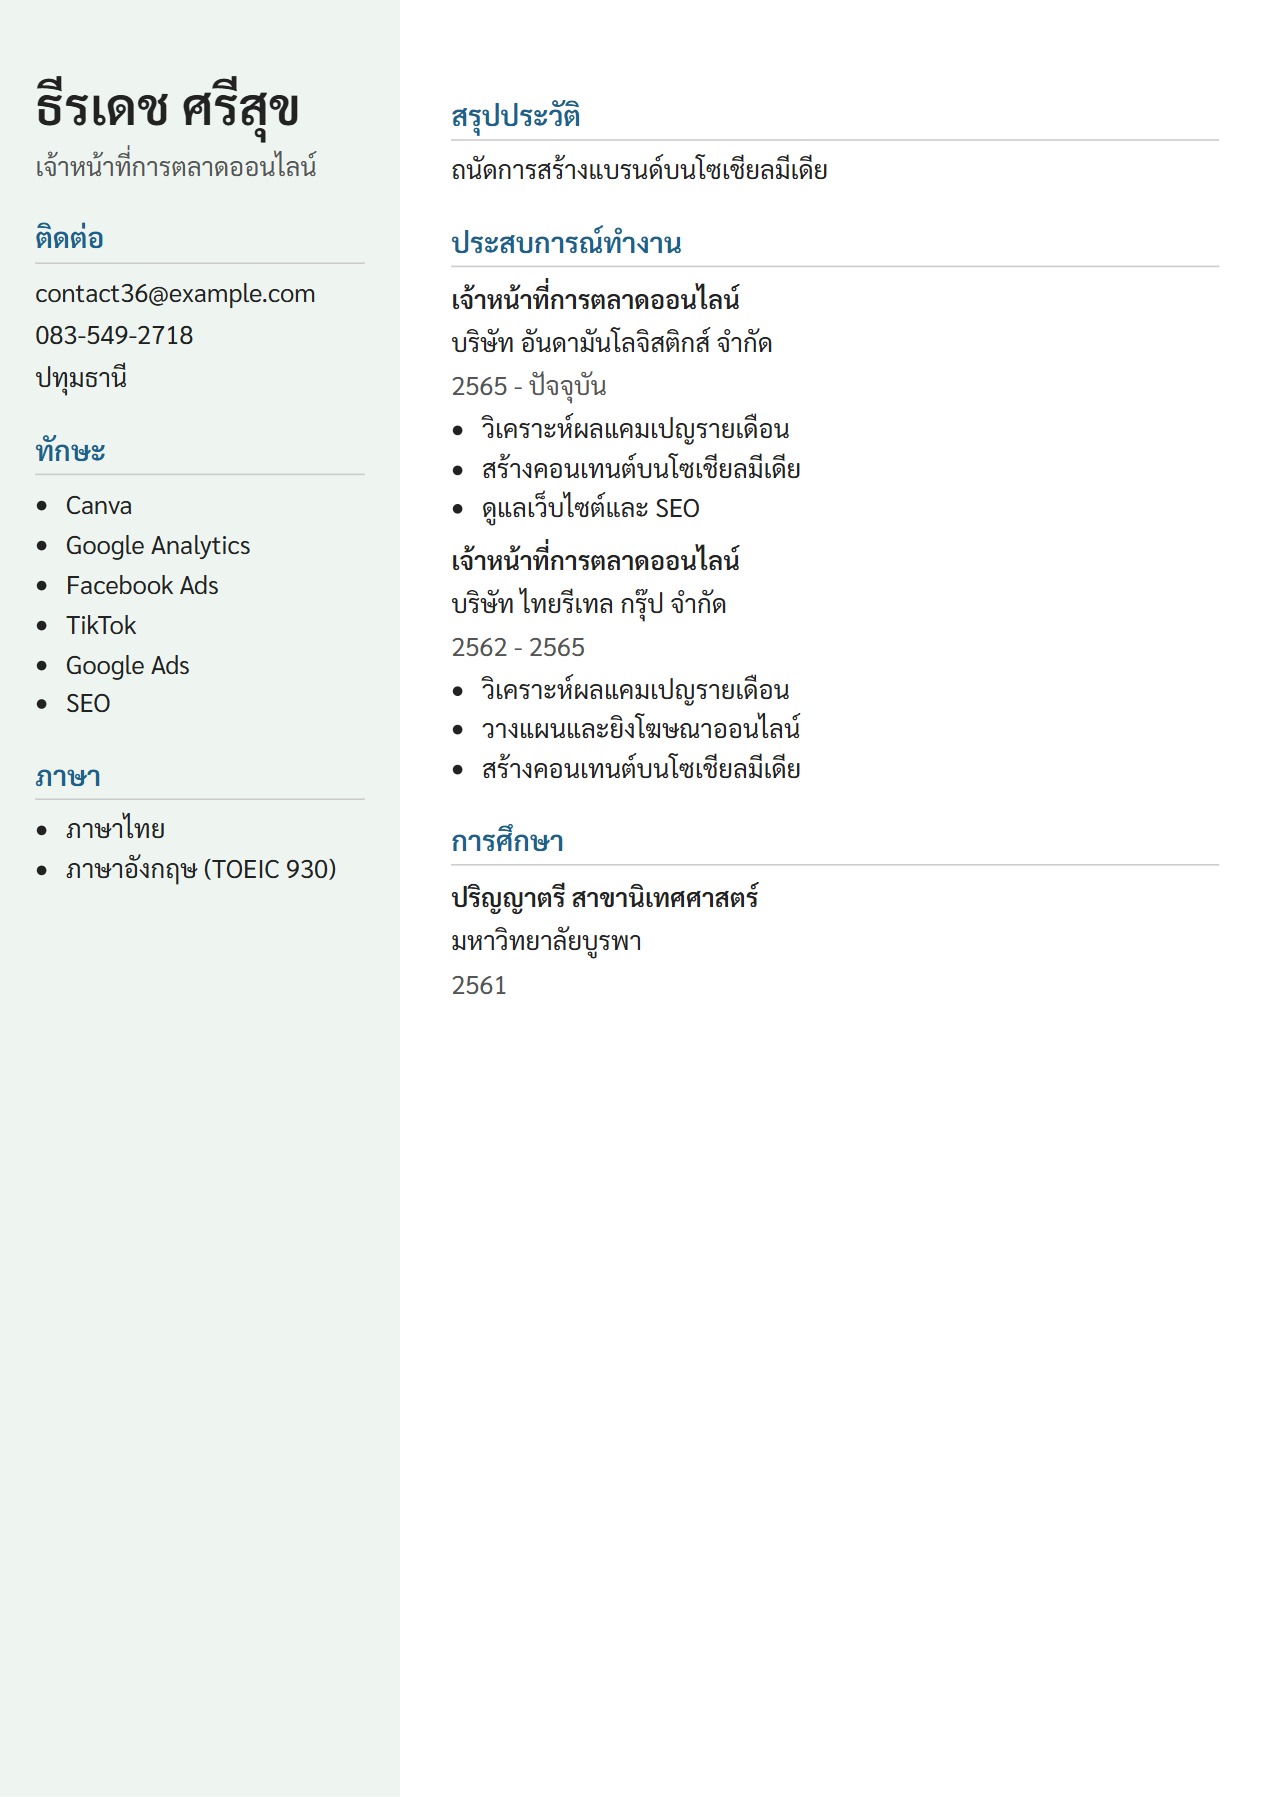 ธีรเดช ศรีสุข
เจ้าหน้าที่การตลาดออนไลน์
ติดต่อ
contact36@example.com
083-549-2718
ปทุมธานี
ทักษะ
• Canva
• Google Analytics
• Facebook Ads
• TikTok
• Google Ads
• SEO
ภาษา
• ภาษาไทย
• ภาษาอังกฤษ (TOEIC 930)
สรุปประวัติ
ถนัดการสร้างแบรนด์บนโซเชียลมีเดีย
ประสบการณ์ทำงาน
เจ้าหน้าที่การตลาดออนไลน์
บริษัท อันดามันโลจิสติกส์ จำกัด
2565 - ปัจจุบัน
• วิเคราะห์ผลแคมเปญรายเดือน
• สร้างคอนเทนต์บนโซเชียลมีเดีย
• ดูแลเว็บไซต์และ SEO
เจ้าหน้าที่การตลาดออนไลน์
บริษัท ไทยรีเทล กรุ๊ป จำกัด
2562 - 2565
• วิเคราะห์ผลแคมเปญรายเดือน
• วางแผนและยิงโฆษณาออนไลน์
• สร้างคอนเทนต์บนโซเชียลมีเดีย
การศึกษา
ปริญญาตรี สาขานิเทศศาสตร์
มหาวิทยาลัยบูรพา
2561